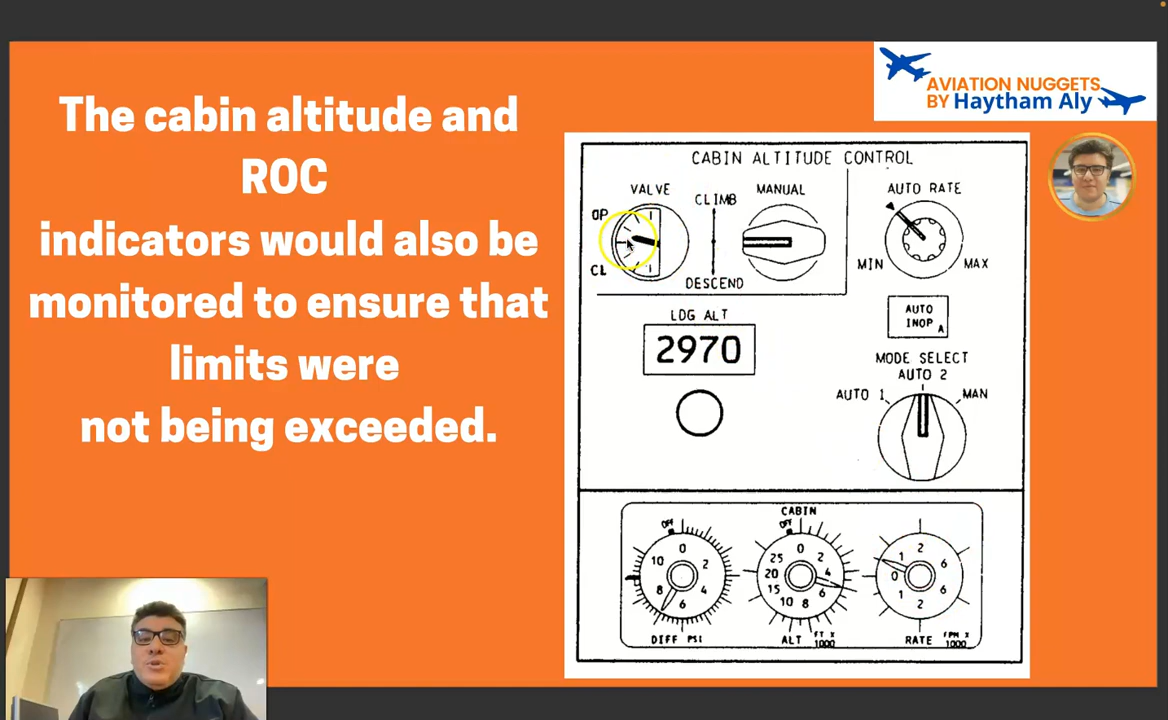 The cabin altitude and
ROC
indicators would also be
monitored to ensure that
limits were
not being exceeded.
AVIATION NUGGETS
BY Haytham Aly
CABIN ALTITUDE CONTROL
VALVE
OP
CL
CLIMB
DESCEND
MANUAL
AUTO RATE
MIN
MAX
LDG ALT
2970
AUTO
INOP A
MODE SELECT
AUTO 2
AUTO 1
MAN
CABIN
OFF
0
2
4
6
8
10
DIFF PSI
OFF
0
2
4
6
8
10
15
20
25
ALT FT X
1000
2
1
0
1
2
6
6
RATE FPM X
1000